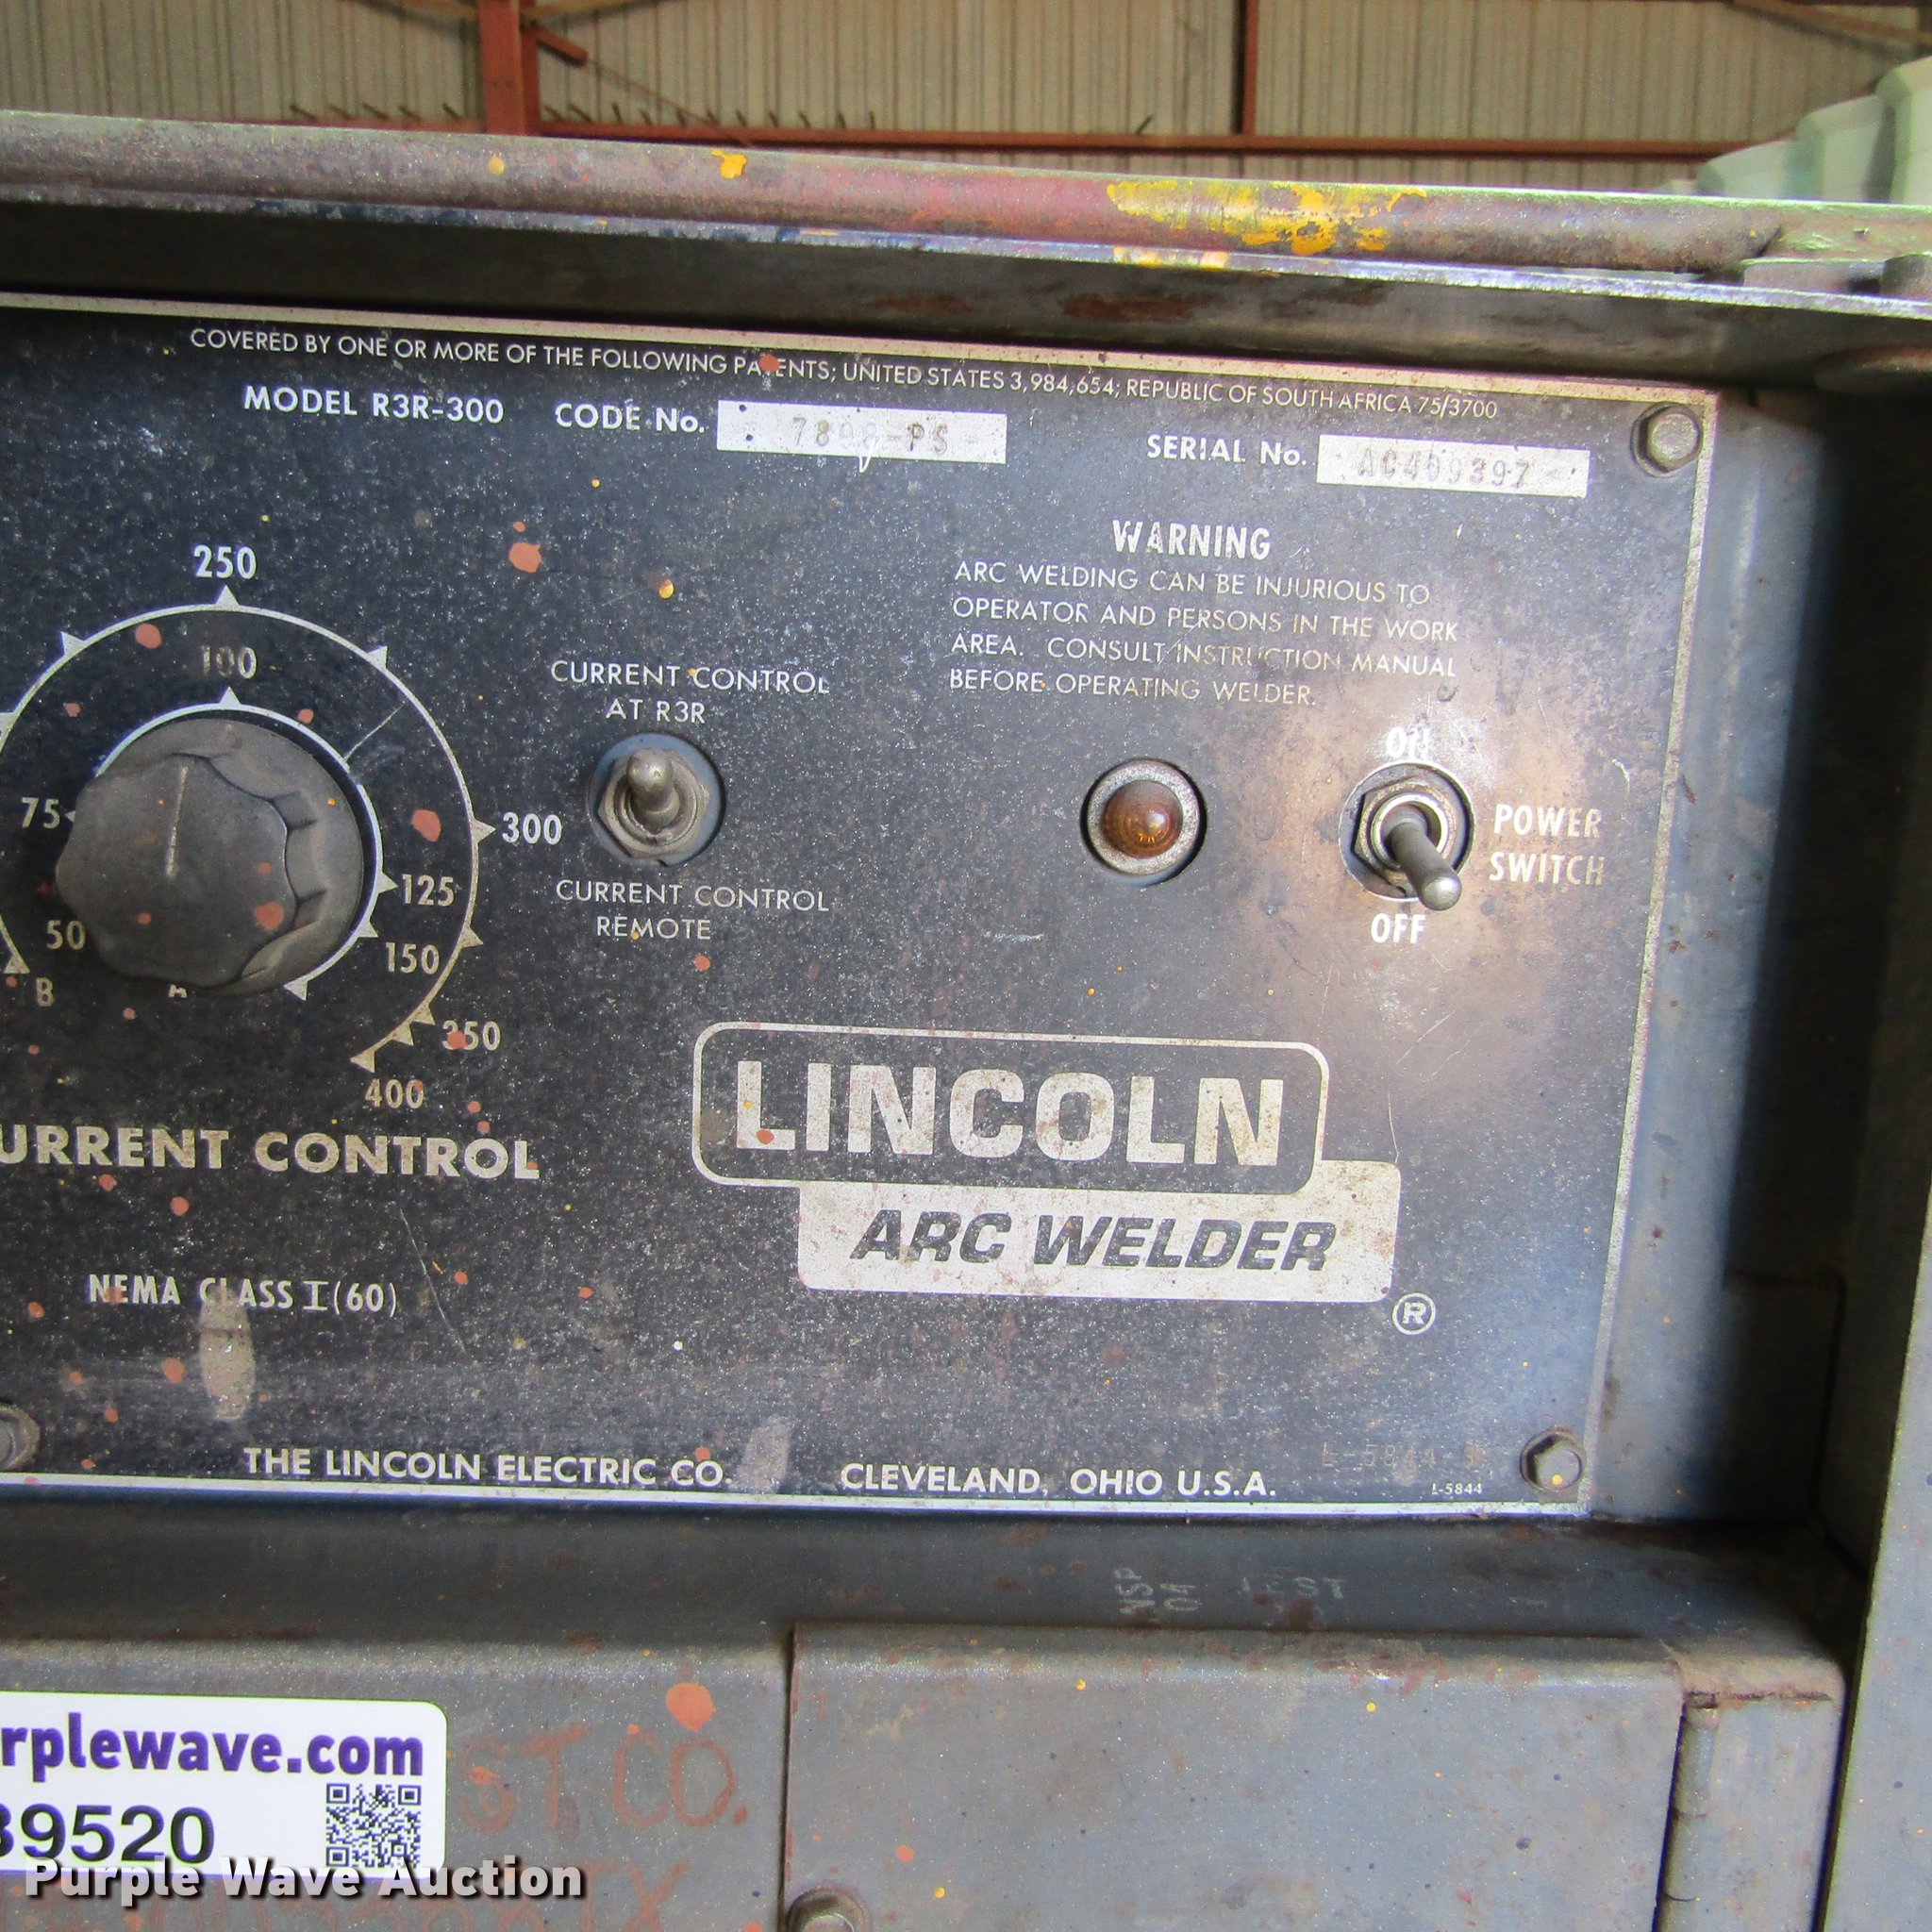 COVERED BY ONE OR MORE OF THE FOLLOWING PATENTS; UNITED STATES 3,984,654; REPUBLIC OF SOUTH AFRICA 75/3700
MODEL R3R-300 CODE No.
SERIAL No. AC409397
WARNING
ARC WELDING CAN BE INJURIOUS TO
OPERATOR AND PERSONS IN THE WORK
AREA. CONSULT INSTRUCTION MANUAL
BEFORE OPERATING WELDER.
250
100
75
300
125
50
150
B
A
350
400
CURRENT CONTROL
AT R3R
CURRENT CONTROL
REMOTE
ON
POWER
SWITCH
OFF
URRENT CONTROL
LINCOLN
ARC WELDER
®
NEMA CLASS I (60)
THE LINCOLN ELECTRIC CO. CLEVELAND, OHIO U.S.A.
L-5844
TEST
rplewave.com
39520
ST CO.
Purple Wave Auction